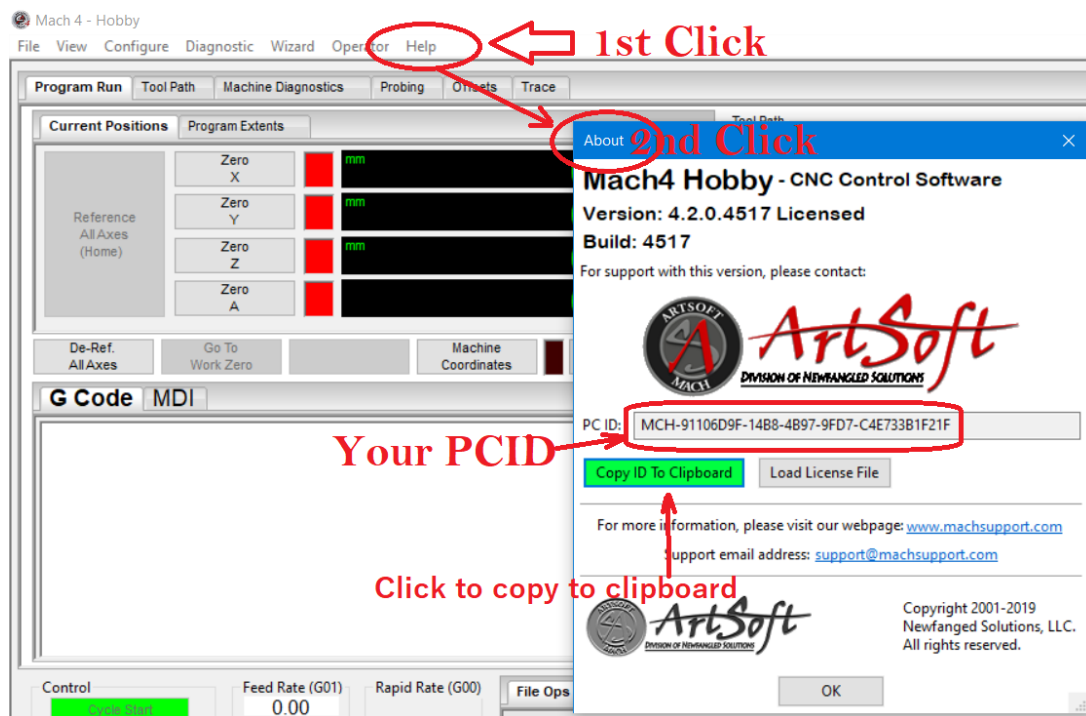 Mach 4 - Hobby
File View Configure Diagnostic Wizard Operator Help
1st Click
Program Run Tool Path Machine Diagnostics Probing Offsets Trace
Current Positions Program Extents
Tool Path
Reference
All Axes
(Home)
Zero
X
mm
Zero
Y
mm
Zero
Z
mm
Zero
A
De-Ref.
All Axes
Go To
Work Zero
Machine
Coordinates
G Code MDI
About
2nd Click
Mach4 Hobby - CNC Control Software
Version: 4.2.0.4517 Licensed
Build: 4517
For support with this version, please contact:
ARTSOFT
MACH
ArtSoft
DIVISION OF NEWFANGLED SOLUTIONS
PC ID: MCH-91106D9F-14B8-4B97-9FD7-C4E733B1F21F
Your PCID
Copy ID To Clipboard Load License File
For more information, please visit our webpage: www.machsupport.com
Support email address: support@machsupport.com
Click to copy to clipboard
ARTSOFT
MACH
ArtSoft
DIVISION OF NEWFANGLED SOLUTIONS
Copyright 2001-2019
Newfanged Solutions, LLC.
All rights reserved.
OK
Control
Cycle Start
Feed Rate (G01)
0.00
Rapid Rate (G00)
File Ops